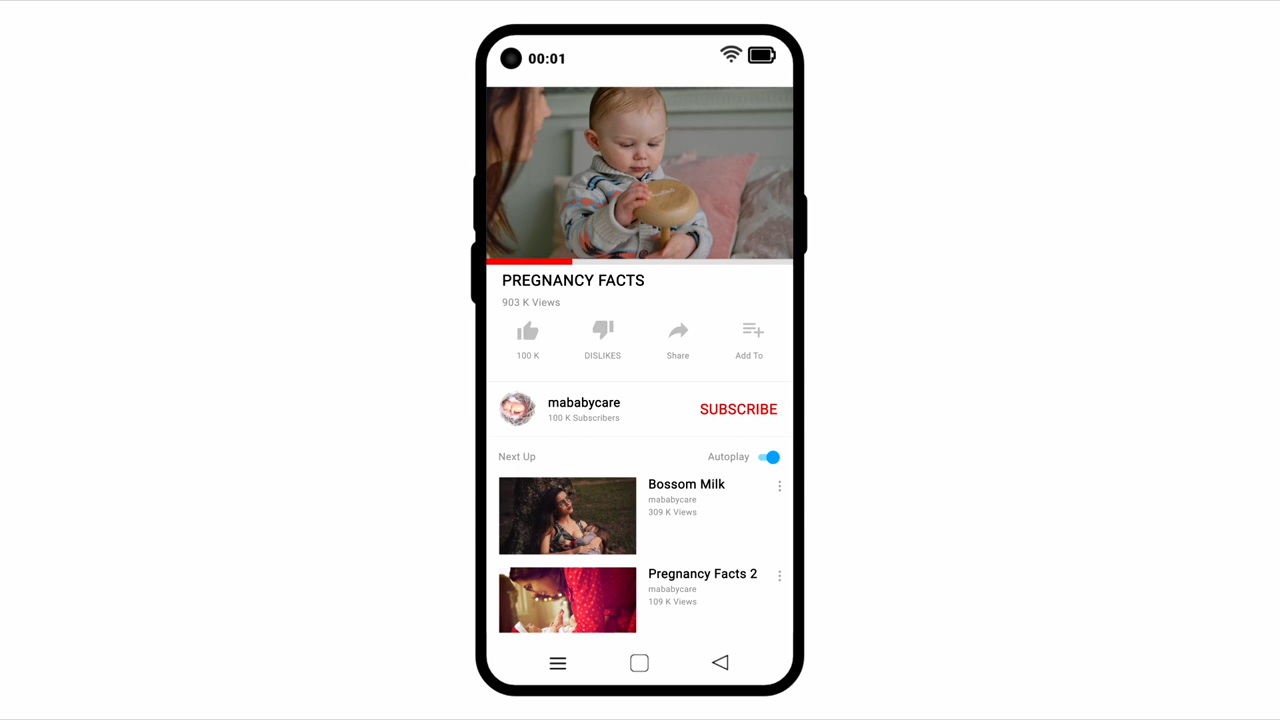 00:01
PREGNANCY FACTS
903 K Views
100 K
DISLIKES
Share
Add To
mababycare
100 K Subscribers
SUBSCRIBE
Next Up
Autoplay
Bossom Milk
mababycare
309 K Views
Pregnancy Facts 2
mababycare
109 K Views